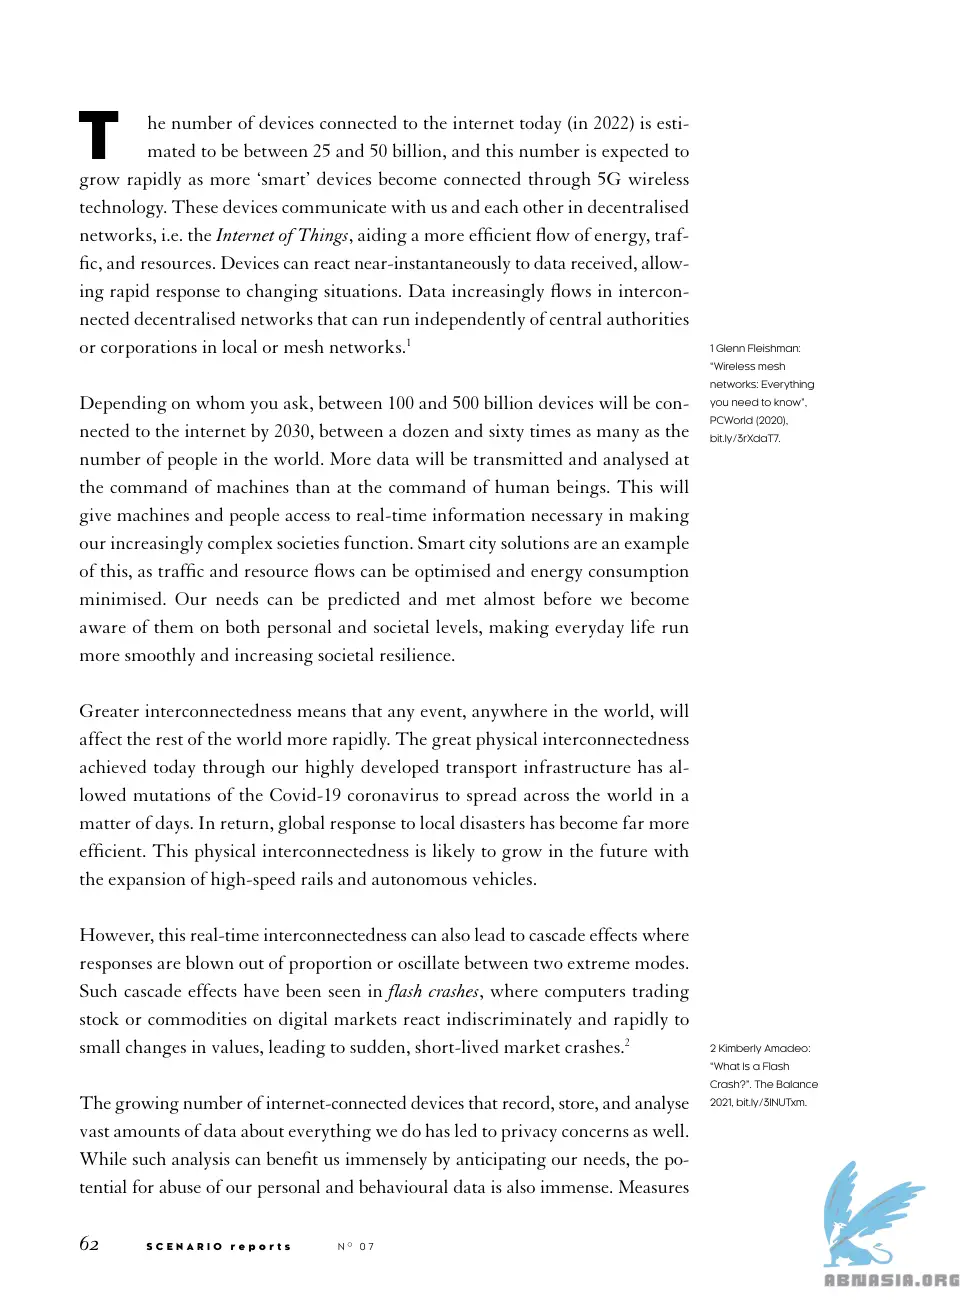 The number of devices connected to the internet today (in 2022) is esti-
mated to be between 25 and 50 billion, and this number is expected to
grow rapidly as more ‘smart’ devices become connected through 5G wireless
technology. These devices communicate with us and each other in decentralised
networks, i.e. the Internet of Things, aiding a more efficient flow of energy, traf-
fic, and resources. Devices can react near-instantaneously to data received, allow-
ing rapid response to changing situations. Data increasingly flows in intercon-
nected decentralised networks that can run independently of central authorities
or corporations in local or mesh networks.1
1 Glenn Fleishman:
"Wireless mesh
networks: Everything
you need to know",
PCWorld (2020),
bit.ly/3rXdaT7.
Depending on whom you ask, between 100 and 500 billion devices will be con-
nected to the internet by 2030, between a dozen and sixty times as many as the
number of people in the world. More data will be transmitted and analysed at
the command of machines than at the command of human beings. This will
give machines and people access to real-time information necessary in making
our increasingly complex societies function. Smart city solutions are an example
of this, as traffic and resource flows can be optimised and energy consumption
minimised. Our needs can be predicted and met almost before we become
aware of them on both personal and societal levels, making everyday life run
more smoothly and increasing societal resilience.
Greater interconnectedness means that any event, anywhere in the world, will
affect the rest of the world more rapidly. The great physical interconnectedness
achieved today through our highly developed transport infrastructure has al-
lowed mutations of the Covid-19 coronavirus to spread across the world in a
matter of days. In return, global response to local disasters has become far more
efficient. This physical interconnectedness is likely to grow in the future with
the expansion of high-speed rails and autonomous vehicles.
However, this real-time interconnectedness can also lead to cascade effects where
responses are blown out of proportion or oscillate between two extreme modes.
Such cascade effects have been seen in flash crashes, where computers trading
stock or commodities on digital markets react indiscriminately and rapidly to
small changes in values, leading to sudden, short-lived market crashes.2
2 Kimberly Amadeo:
"What Is a Flash
Crash?". The Balance
2021, bit.ly/3lNUTxm.
The growing number of internet-connected devices that record, store, and analyse
vast amounts of data about everything we do has led to privacy concerns as well.
While such analysis can benefit us immensely by anticipating our needs, the po-
tential for abuse of our personal and behavioural data is also immense. Measures
62 SCENARIO reports Nº 07
ABNASIA.ORG